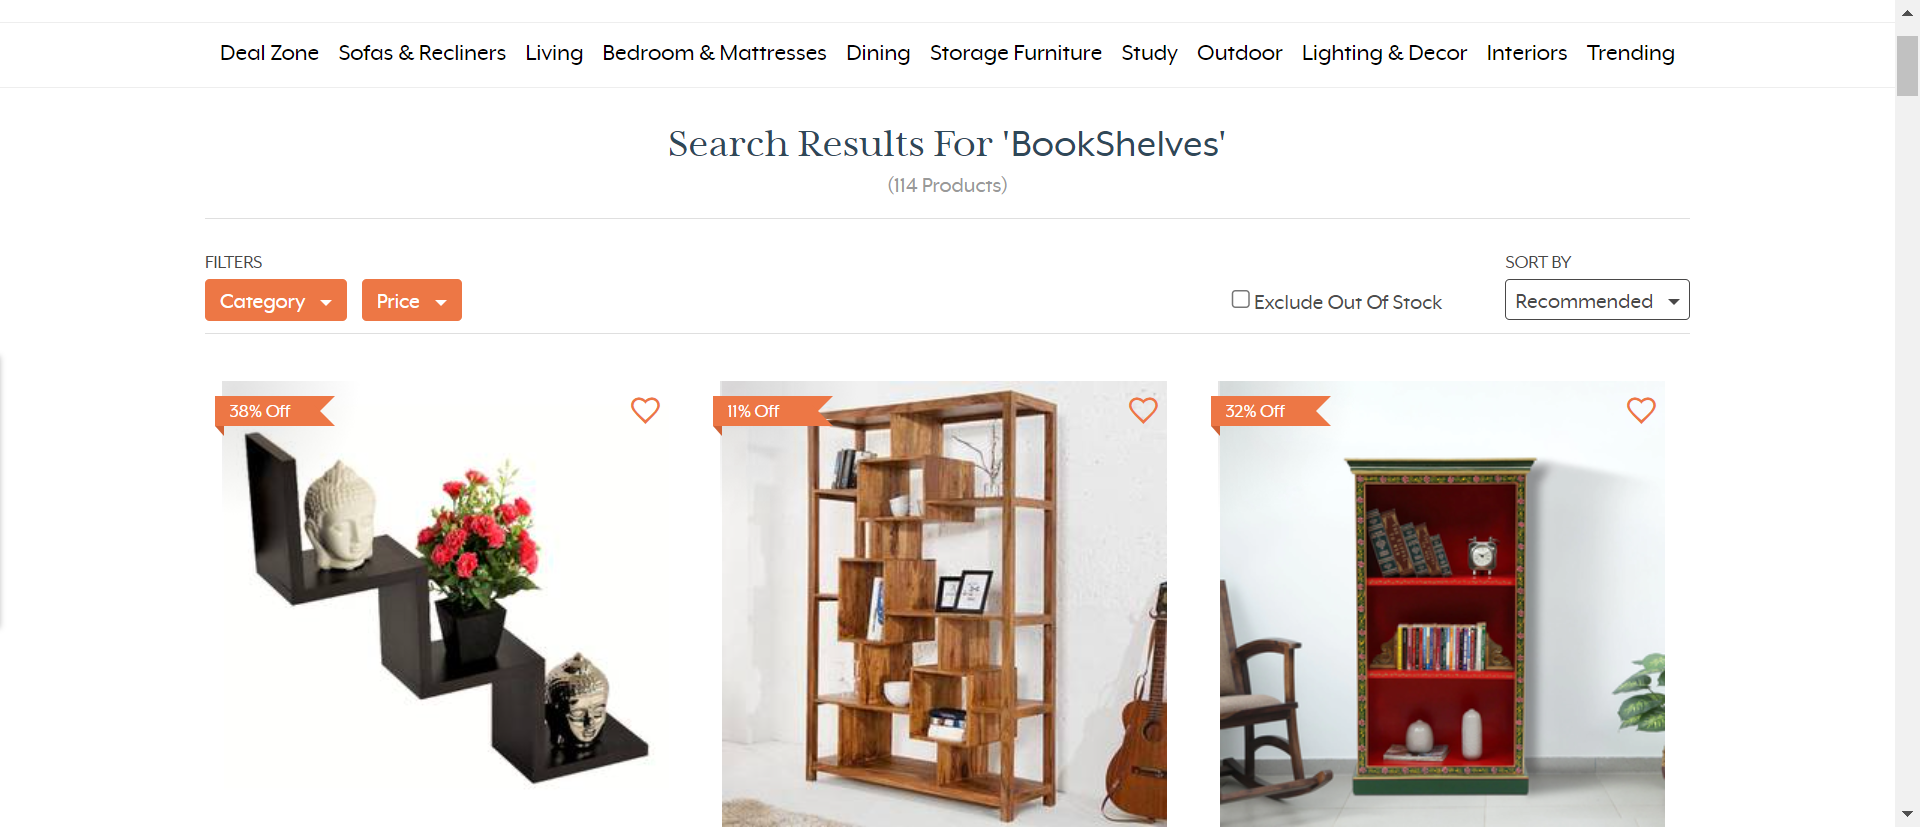 Deal Zone Sofas & Recliners Living Bedroom & Mattresses Dining Storage Furniture Study Outdoor Lighting & Decor Interiors Trending
Search Results For 'BookShelves'
(114 Products)
FILTERS
SORT BY
Category
Price
Exclude Out Of Stock
Recommended
38% Off
11% Off
32% Off